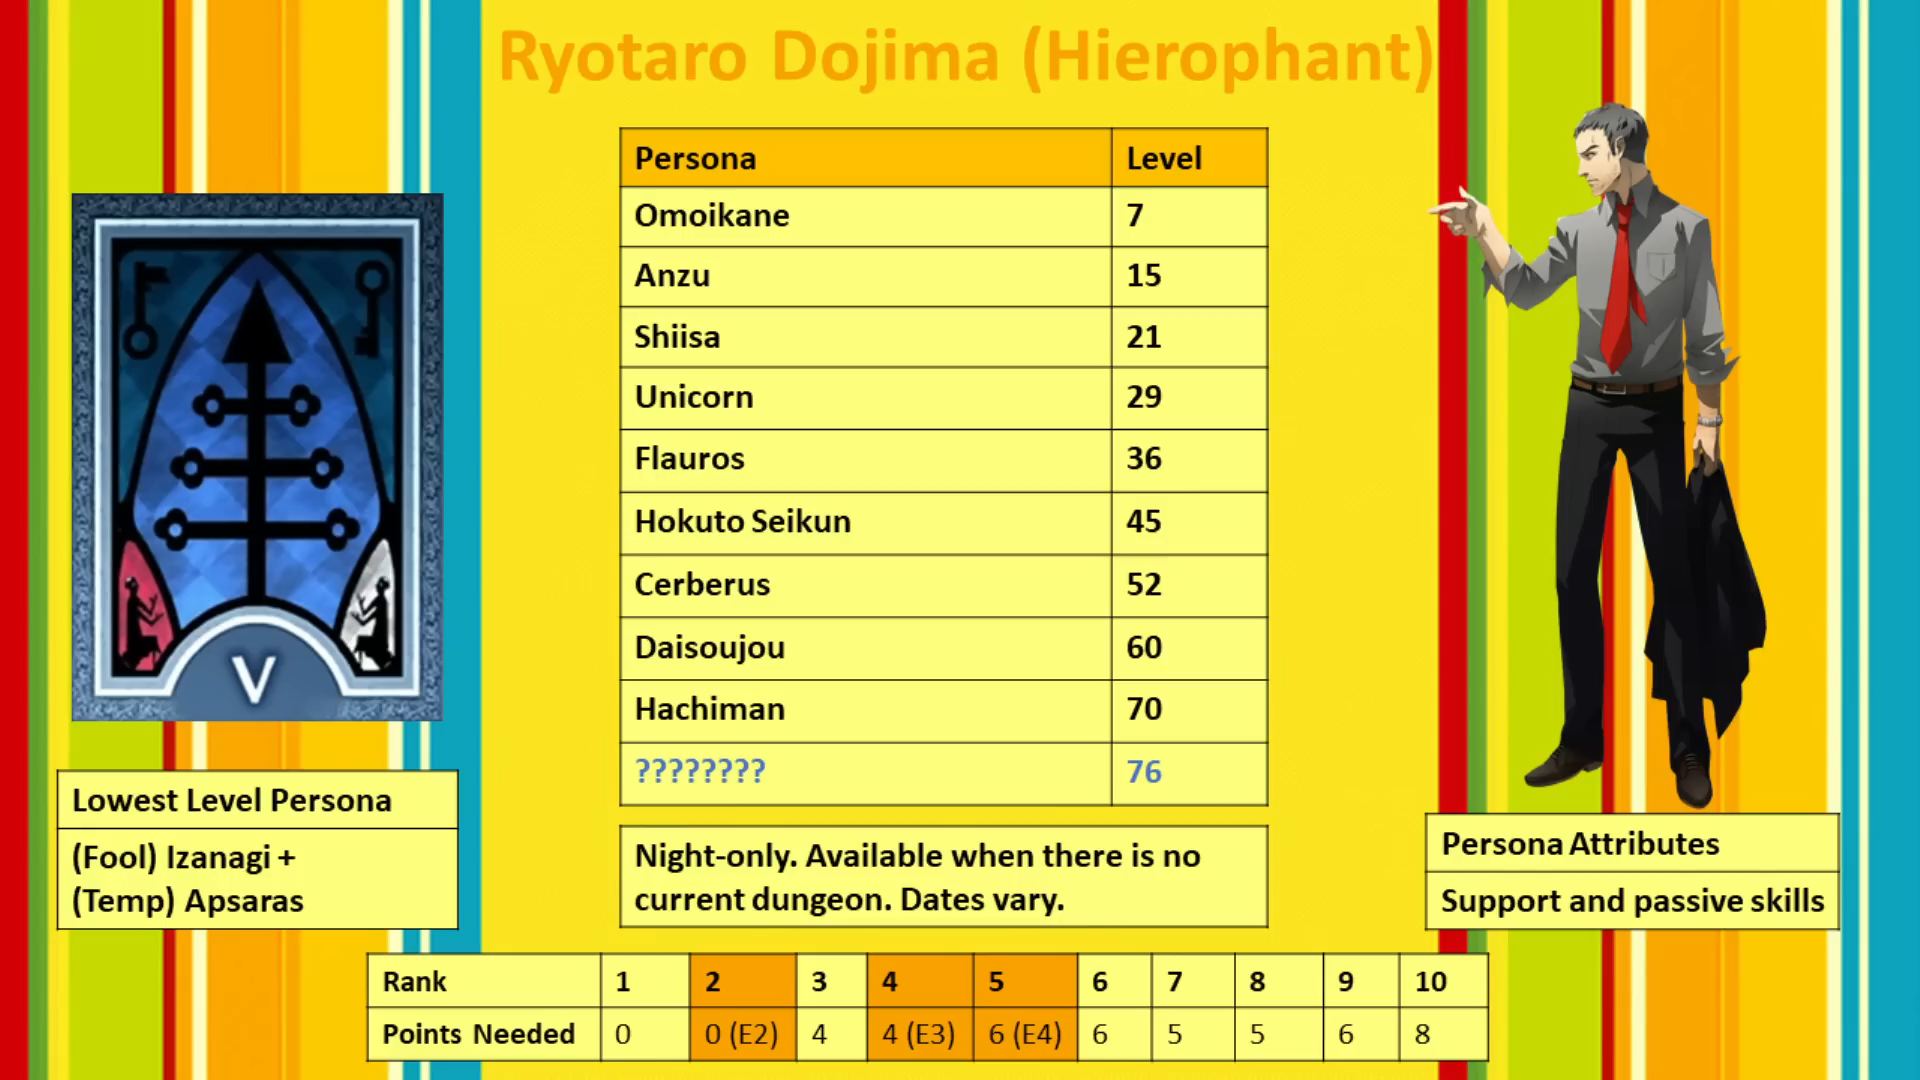 Ryotaro Dojima (Hierophant)
Persona Level
Omoikane 7
Anzu 15
Shiisa 21
Unicorn 29
Flauros 36
Hokuto Seikun 45
Cerberus 52
Daisoujou 60
Hachiman 70
???????? 76
V
Lowest Level Persona
(Fool) Izanagi +
(Temp) Apsaras
Night-only. Available when there is no
current dungeon. Dates vary.
Persona Attributes
Support and passive skills
Rank 1 2 3 4 5 6 7 8 9 10
Points Needed 0 0 (E2) 4 4 (E3) 6 (E4) 6 5 5 6 8